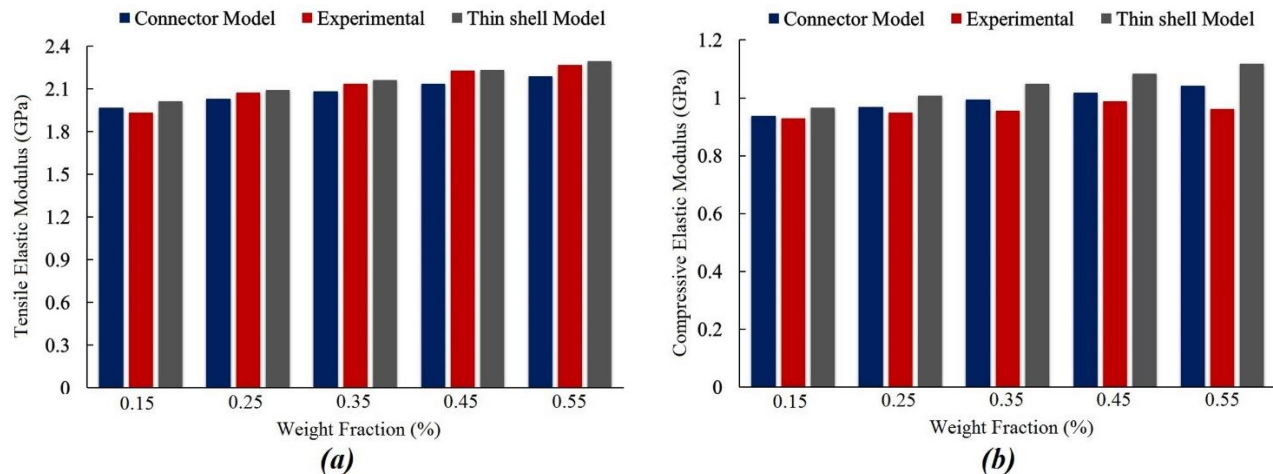 Connector Model Experimental Thin shell Model
2.4
2.1
1.8
1.5
1.2
0.9
0.6
0.3
0
Tensile Elastic Modulus (GPa)
0.15 0.25 0.35 0.45 0.55
Weight Fraction (%)
(a)
Connector Model Experimental Thin shell Model
1.2
1
0.8
0.6
0.4
0.2
0
Compressive Elastic Modulus (GPa)
0.15 0.25 0.35 0.45 0.55
Weight Fraction (%)
(b)